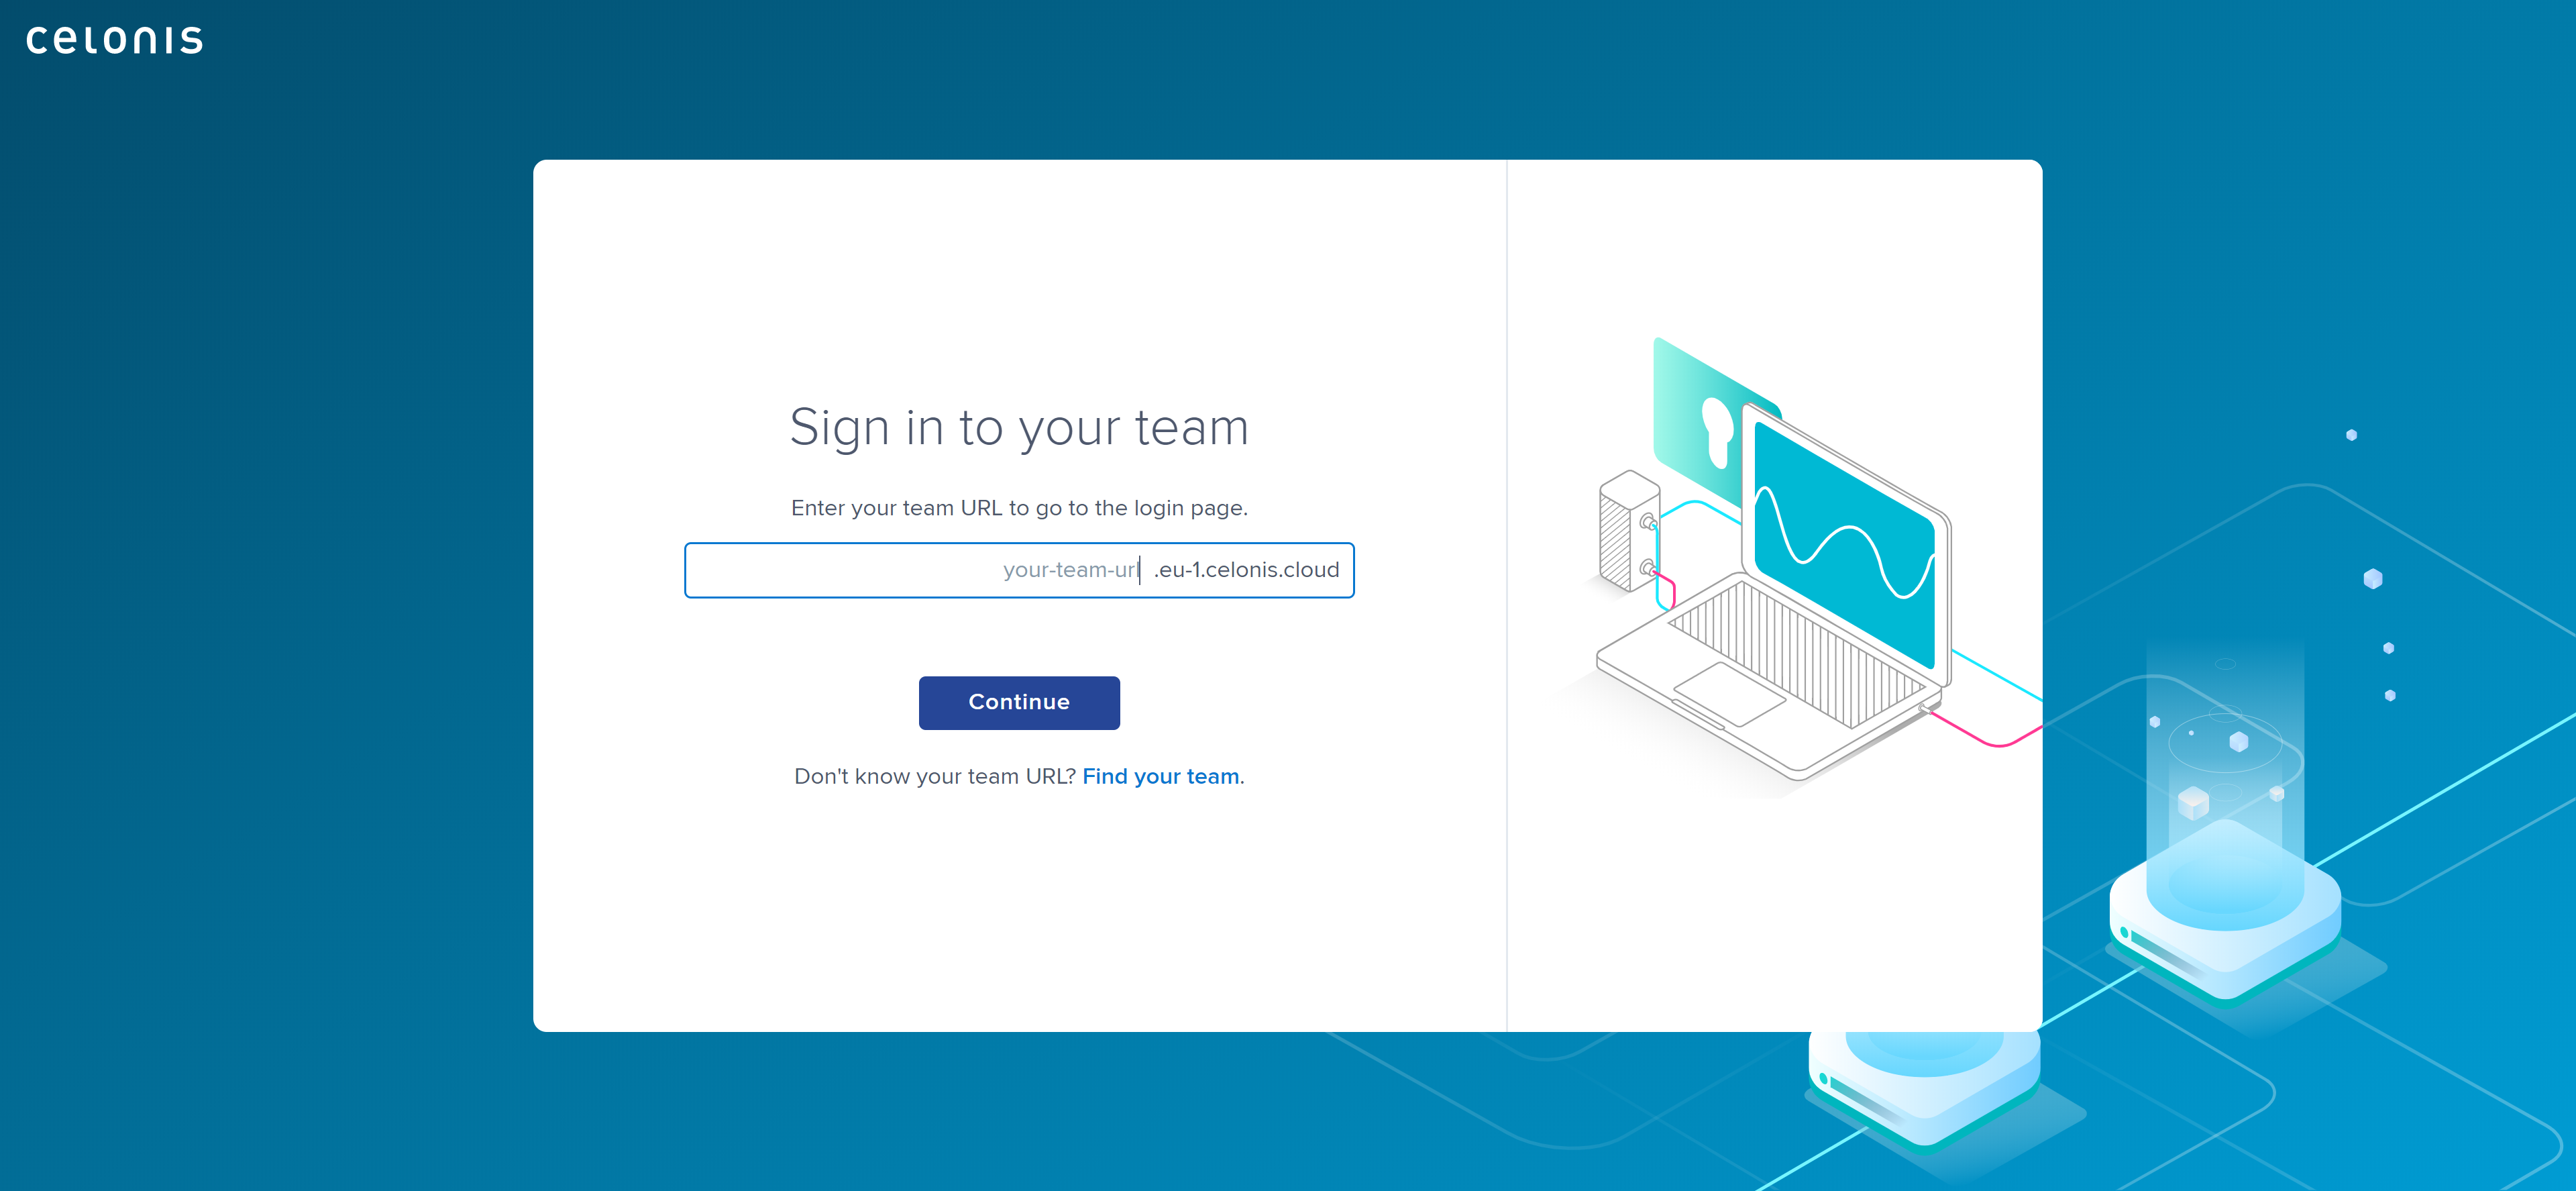 celonis
Sign in to your team
Enter your team URL to go to the login page.
your-team-url .eu-1.celonis.cloud
Continue
Don't know your team URL? Find your team.